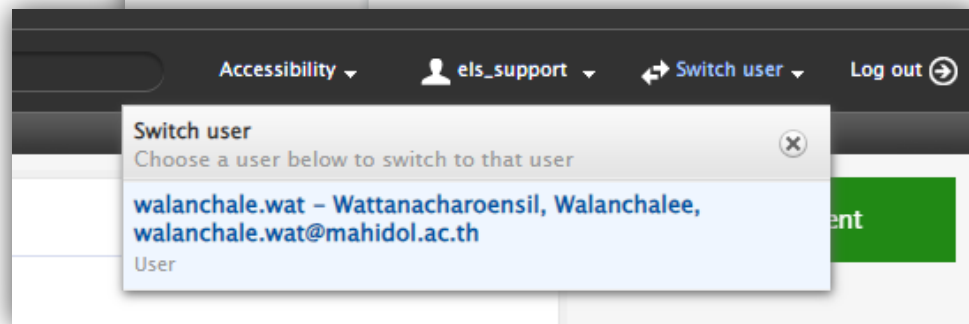 Accessibility els_support Switch user Log out
Switch user
Choose a user below to switch to that user
walanchale.wat – Wattanacharoensil, Walanchalee,
walanchale.wat@mahidol.ac.th
User
ent